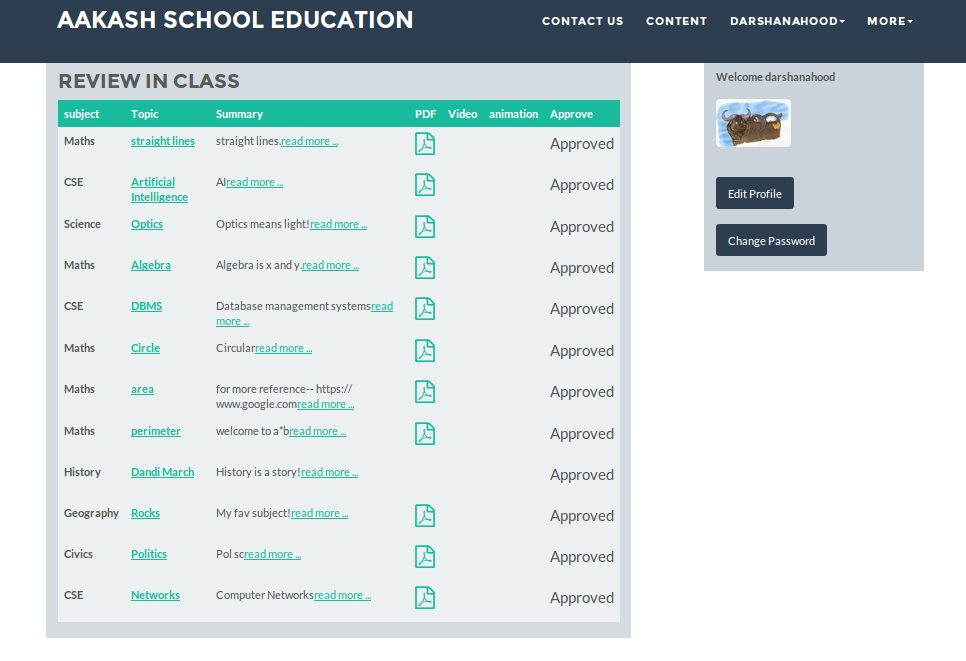 AAKASH SCHOOL EDUCATION
CONTACT US CONTENT DARSHANAHOOD MORE
REVIEW IN CLASS
subject Topic Summary PDF Video animation Approve
Maths straight lines straight lines.read more ... Approved
CSE Artificial Intelligence AIread more ... Approved
Science Optics Optics means light!read more ... Approved
Maths Algebra Algebra is x and y.read more ... Approved
CSE DBMS Database management systemsread more ... Approved
Maths Circle Circularread more ... Approved
Maths area for more reference-- https://www.google.comread more ... Approved
Maths perimeter welcome to a*bread more ... Approved
History Dandi March History is a story!read more ... Approved
Geography Rocks My fav subject!read more ... Approved
Civics Politics Pol scread more ... Approved
CSE Networks Computer Networksread more ... Approved
Welcome darshanahood
Edit Profile
Change Password